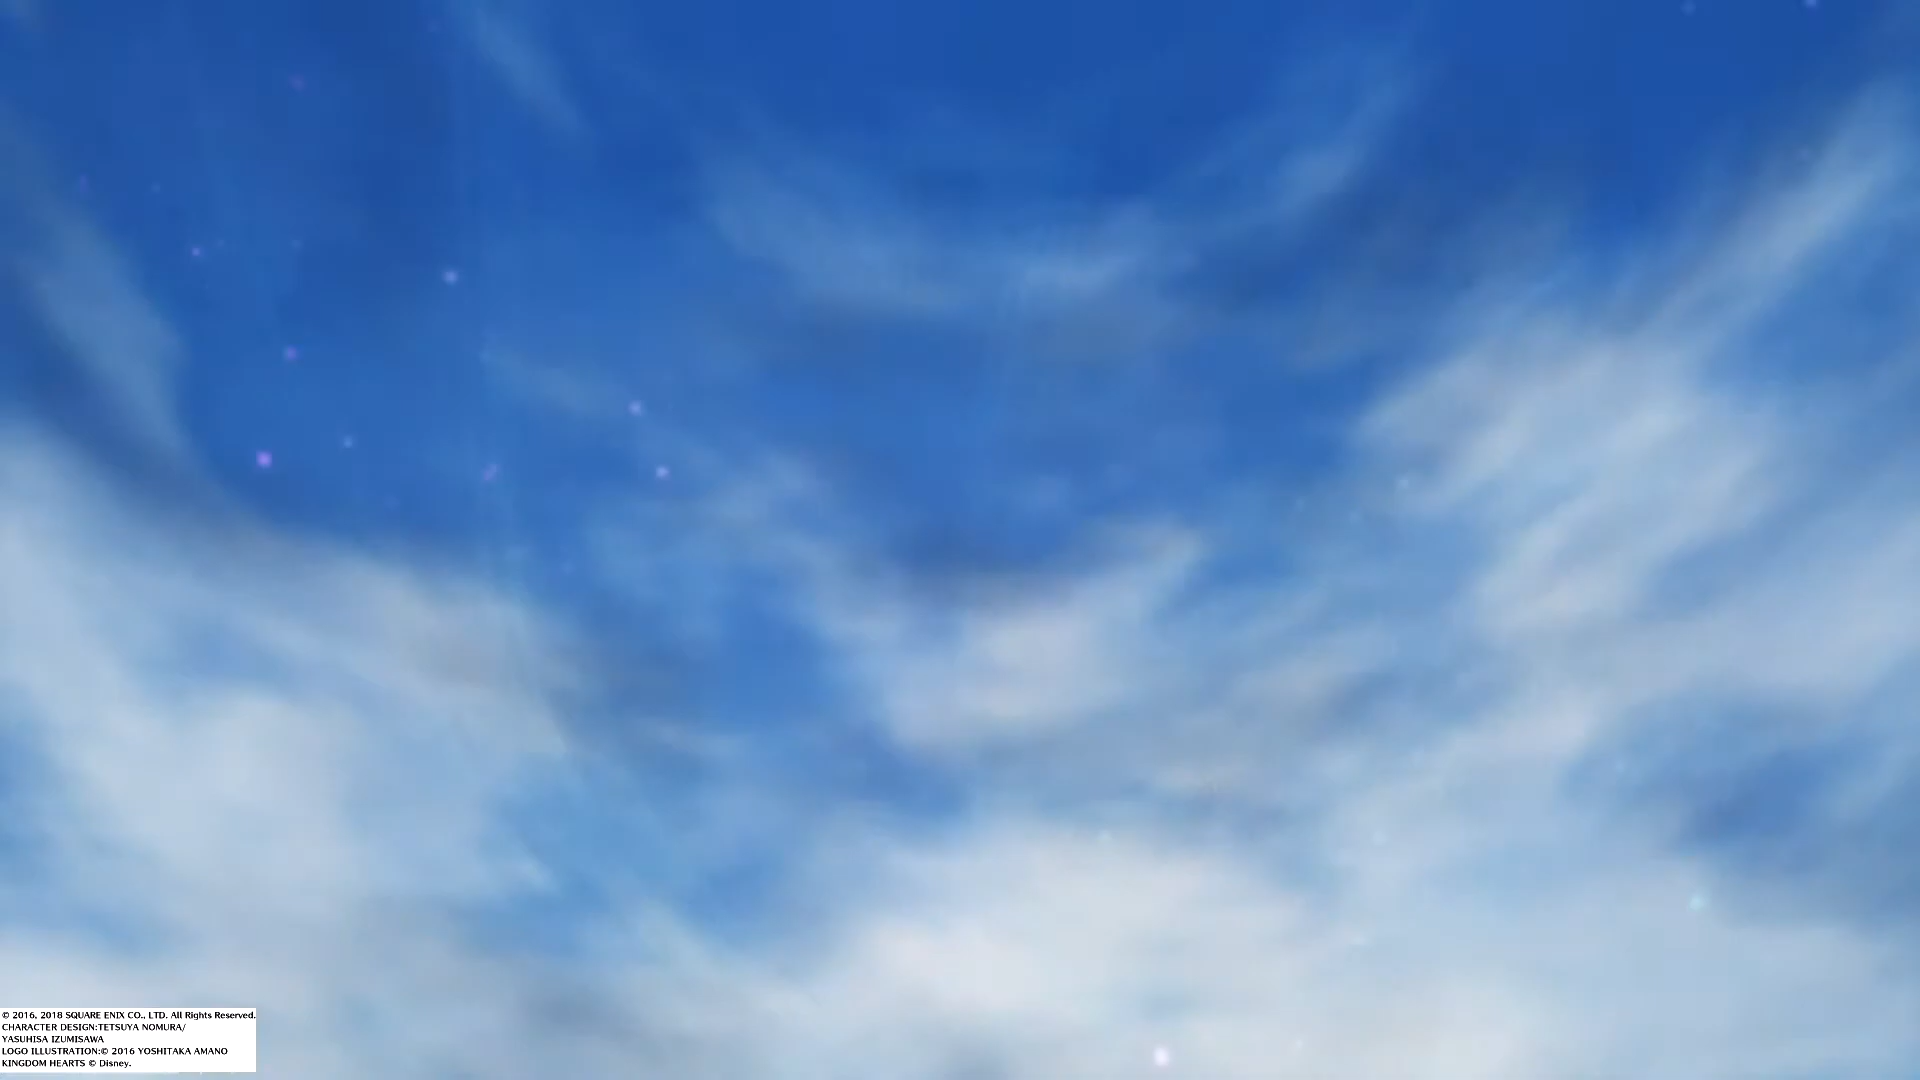 © 2016, 2018 SQUARE ENIX CO., LTD. All Rights Reserved.
CHARACTER DESIGN:TETSUYA NOMURA/
YASUHISA IZUMISAWA
LOGO ILLUSTRATION:© 2016 YOSHITAKA AMANO
KINGDOM HEARTS © Disney.